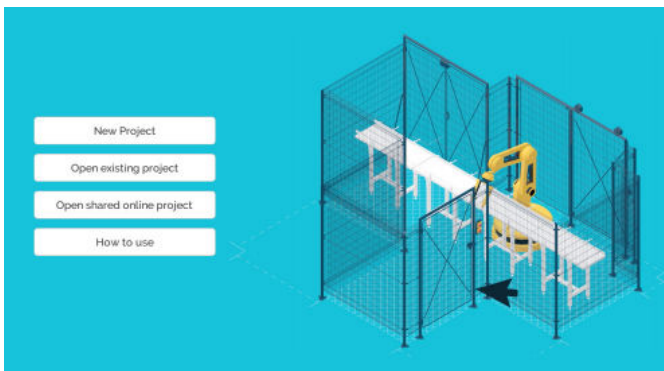 New Project
Open existing project
Open shared online project
How to use